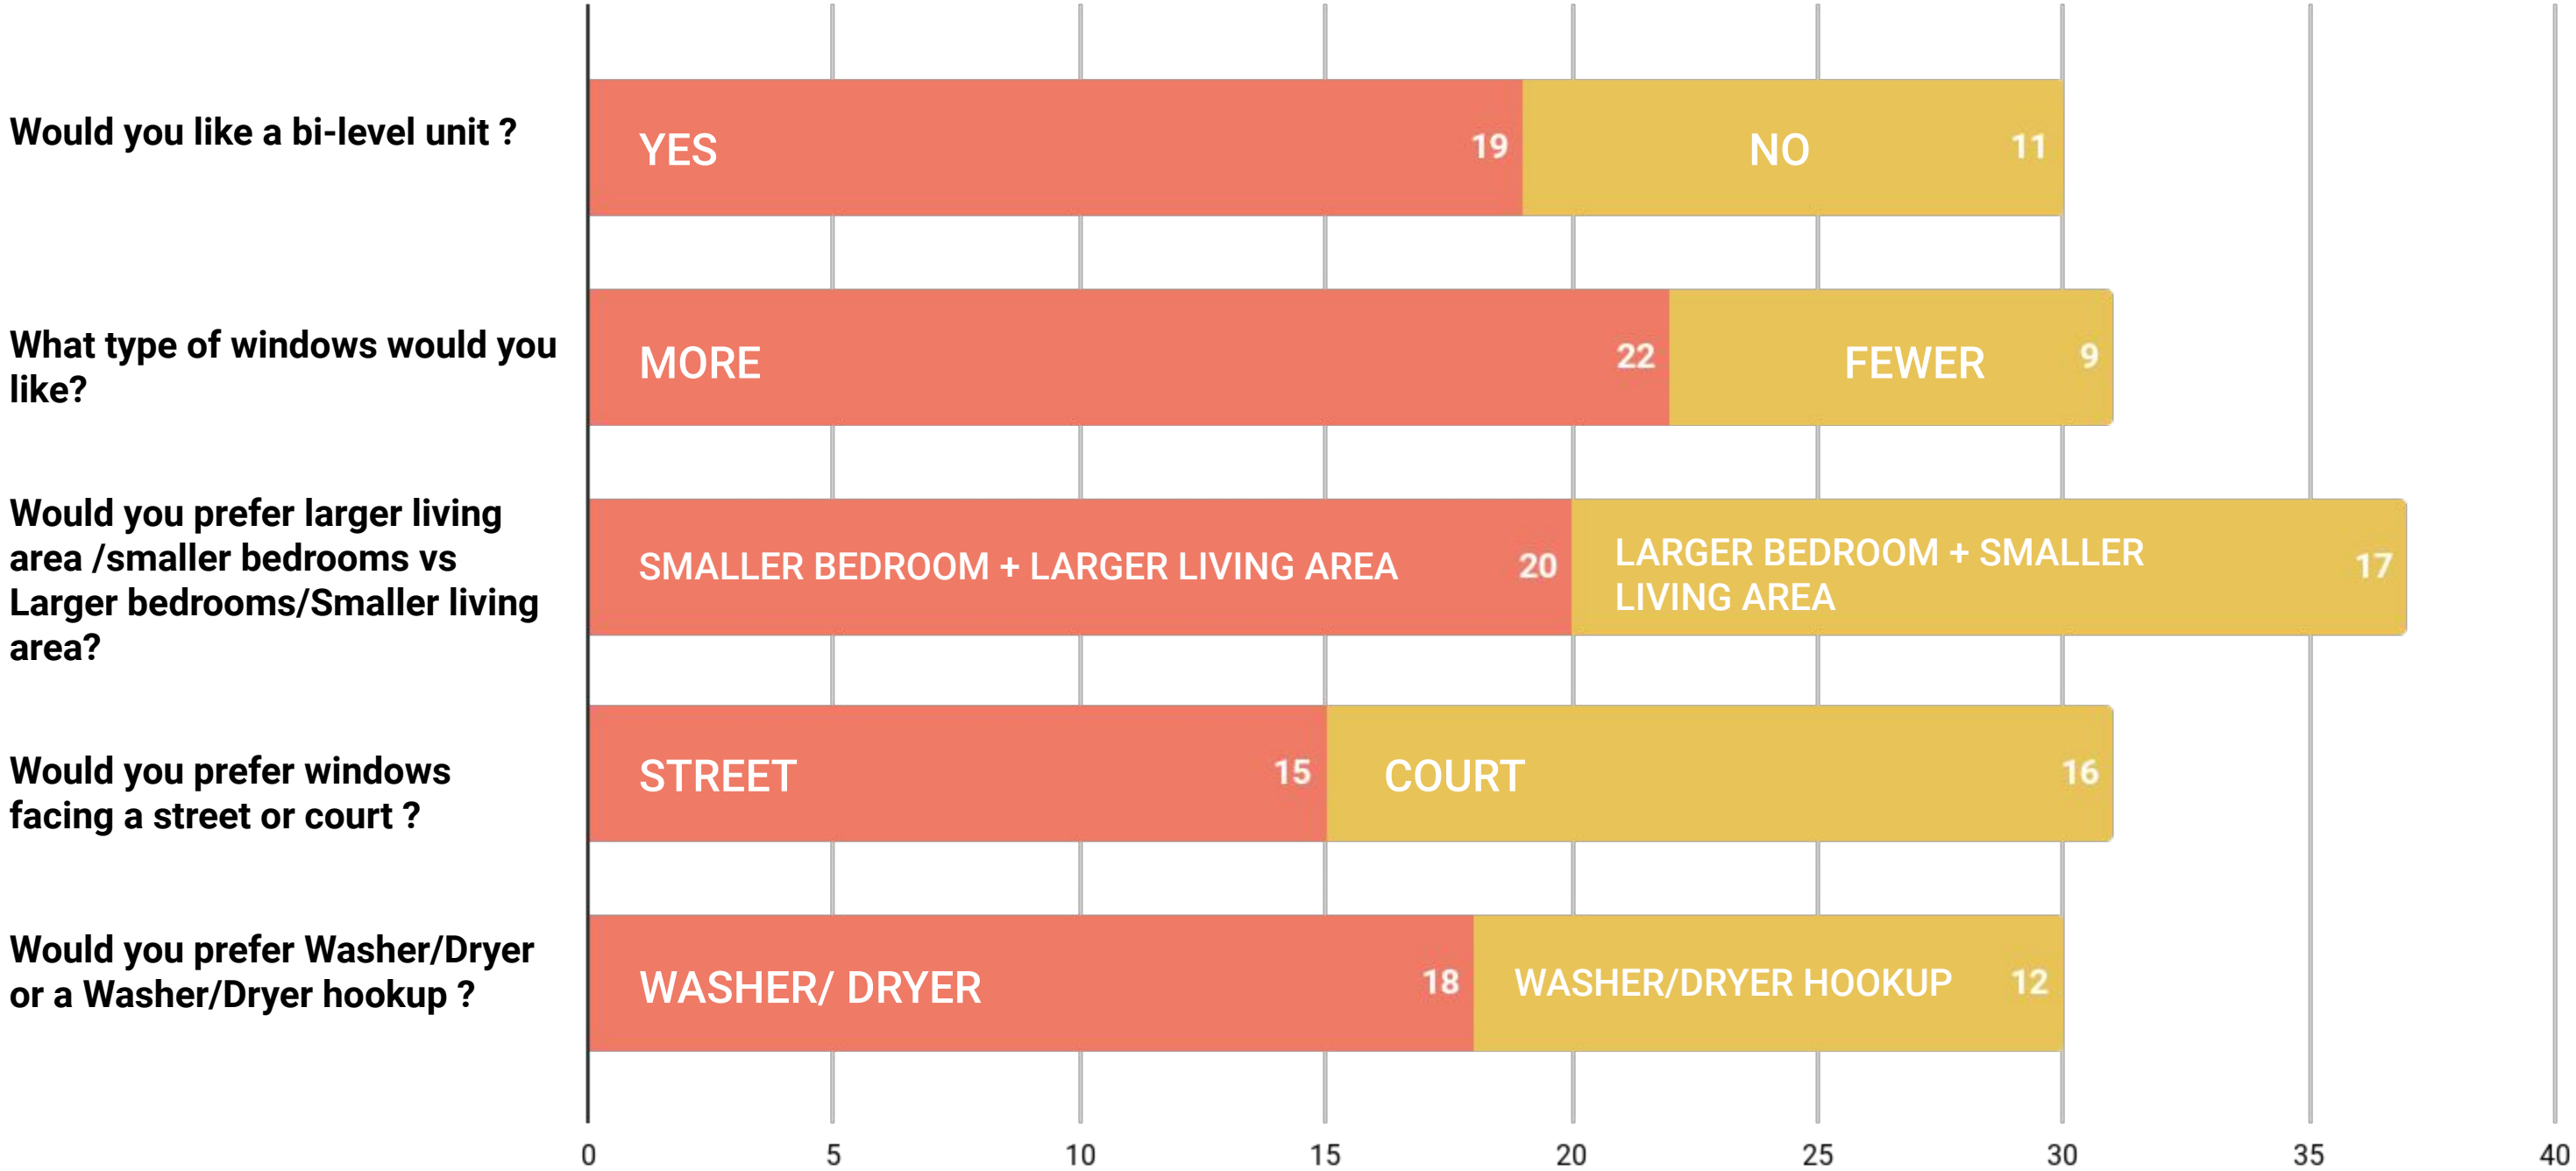 Would you like a bi-level unit ?
YES 19 NO 11
What type of windows would you
like?
MORE 22 FEWER 9
Would you prefer larger living
area /smaller bedrooms vs
Larger bedrooms/Smaller living
area?
SMALLER BEDROOM + LARGER LIVING AREA 20
LARGER BEDROOM + SMALLER
LIVING AREA
17
Would you prefer windows
facing a street or court ?
STREET 15 COURT 16
Would you prefer Washer/Dryer
or a Washer/Dryer hookup ?
WASHER/ DRYER 18 WASHER/DRYER HOOKUP 12
0 5 10 15 20 25 30 35 40